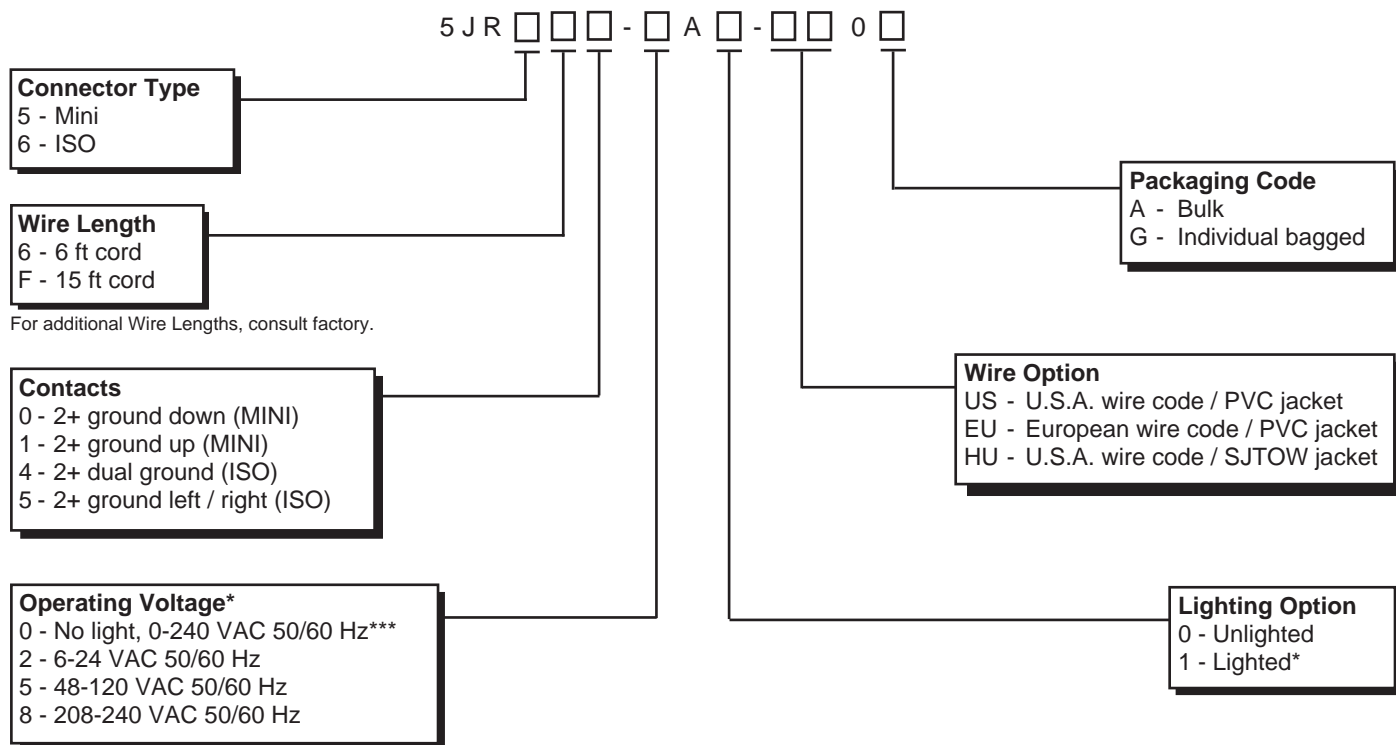 5 J R □ □ □ - □ A □ - □ □ 0 □
Connector Type
5 - Mini
6 - ISO
Wire Length
6 - 6 ft cord
F - 15 ft cord
For additional Wire Lengths, consult factory.
Contacts
0 - 2+ ground down (MINI)
1 - 2+ ground up (MINI)
4 - 2+ dual ground (ISO)
5 - 2+ ground left / right (ISO)
Operating Voltage*
0 - No light, 0-240 VAC 50/60 Hz***
2 - 6-24 VAC 50/60 Hz
5 - 48-120 VAC 50/60 Hz
8 - 208-240 VAC 50/60 Hz
Packaging Code
A - Bulk
G - Individual bagged
Wire Option
US - U.S.A. wire code / PVC jacket
EU - European wire code / PVC jacket
HU - U.S.A. wire code / SJTOW jacket
Lighting Option
0 - Unlighted
1 - Lighted*